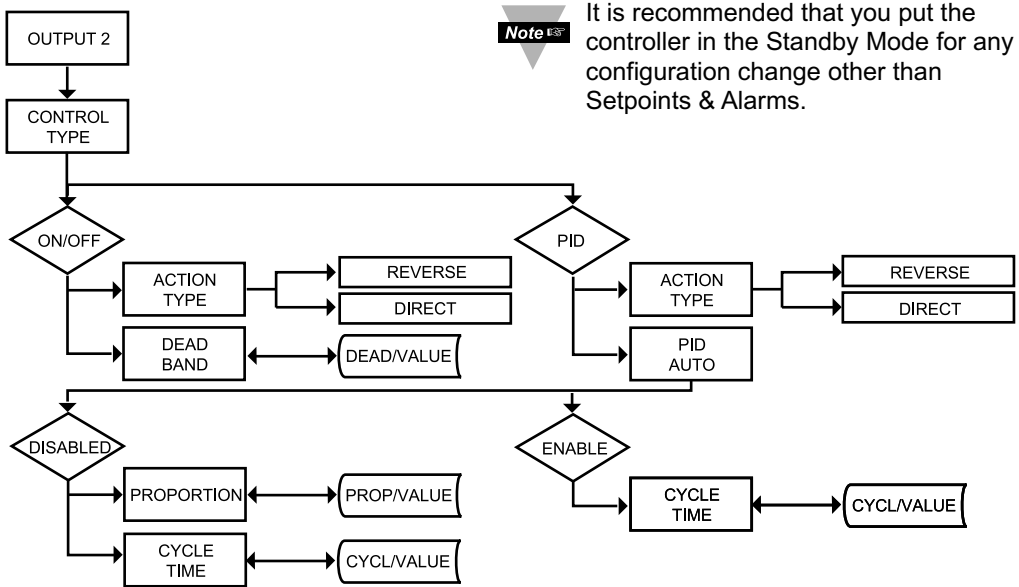 OUTPUT 2
Note
It is recommended that you put the
controller in the Standby Mode for any
configuration change other than
Setpoints & Alarms.
CONTROL
TYPE
ON/OFF
PID
ACTION
TYPE
REVERSE
DIRECT
ACTION
TYPE
REVERSE
DIRECT
DEAD
BAND
DEAD/VALUE
PID
AUTO
DISABLED
ENABLE
PROPORTION
PROP/VALUE
CYCLE
TIME
CYCL/VALUE
CYCLE
TIME
CYCL/VALUE